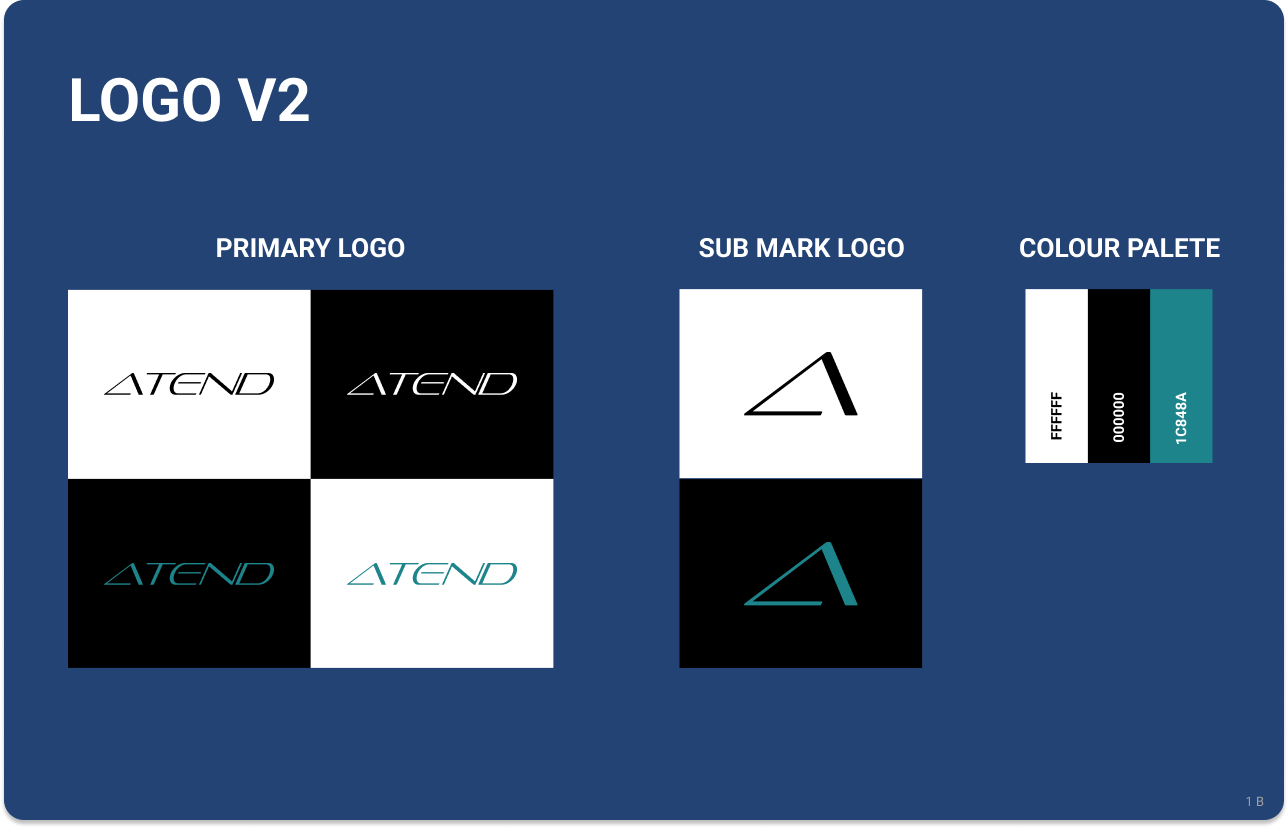 LOGO V2
PRIMARY LOGO
SUB MARK LOGO
COLOUR PALETE
ATEND
ATEND
ATEND
ATEND
FFFFFF
000000
1C848A
1 B